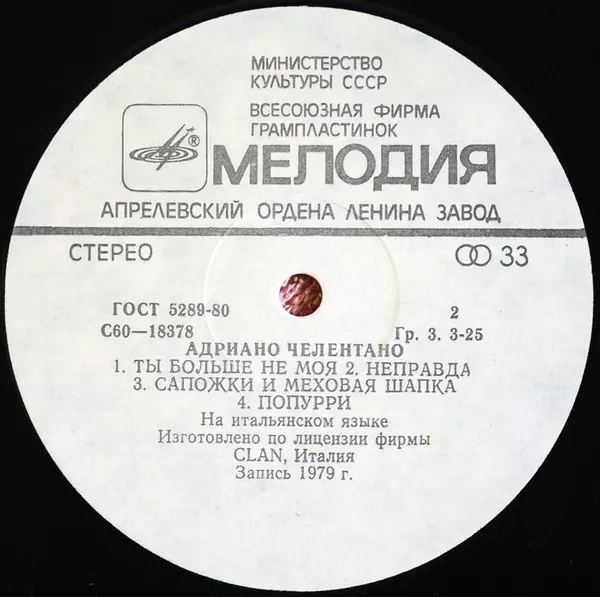 МИНИСТЕРСТВО
КУЛЬТУРЫ СССР
ВСЕСОЮЗНАЯ ФИРМА
ГРАМПЛАСТИНОК
®
МЕЛОДИЯ
АПРЕЛЕВСКИЙ ОРДЕНА ЛЕНИНА ЗАВОД
СТЕРЕО 33
ГОСТ 5289-80 2
С60—18378 Гр. 3. 3-25
АДРИАНО ЧЕЛЕНТАНО
1. ТЫ БОЛЬШЕ НЕ МОЯ 2. НЕПРАВДА
3. САПОЖКИ И МЕХОВАЯ ШАПКА
4. ПОПУРРИ
На итальянском языке
Изготовлено по лицензии фирмы
CLAN, Италия
Запись 1979 г.